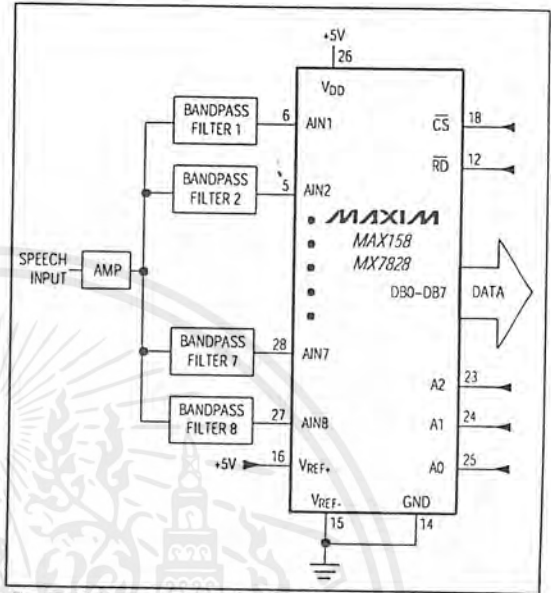 +5V
26
VDD
BANDPASS
FILTER 1
6
AIN1
CS
18
RD
12
BANDPASS
FILTER 2
5
AIN2
MAXIM
MAX158
MX7828
SPEECH
INPUT
AMP
DB0-DB7
DATA
BANDPASS
FILTER 7
28
AIN7
A2
23
BANDPASS
FILTER 8
27
AIN8
A1
24
+5V
16
VREF+
A0
25
VREF-
GND
15
14